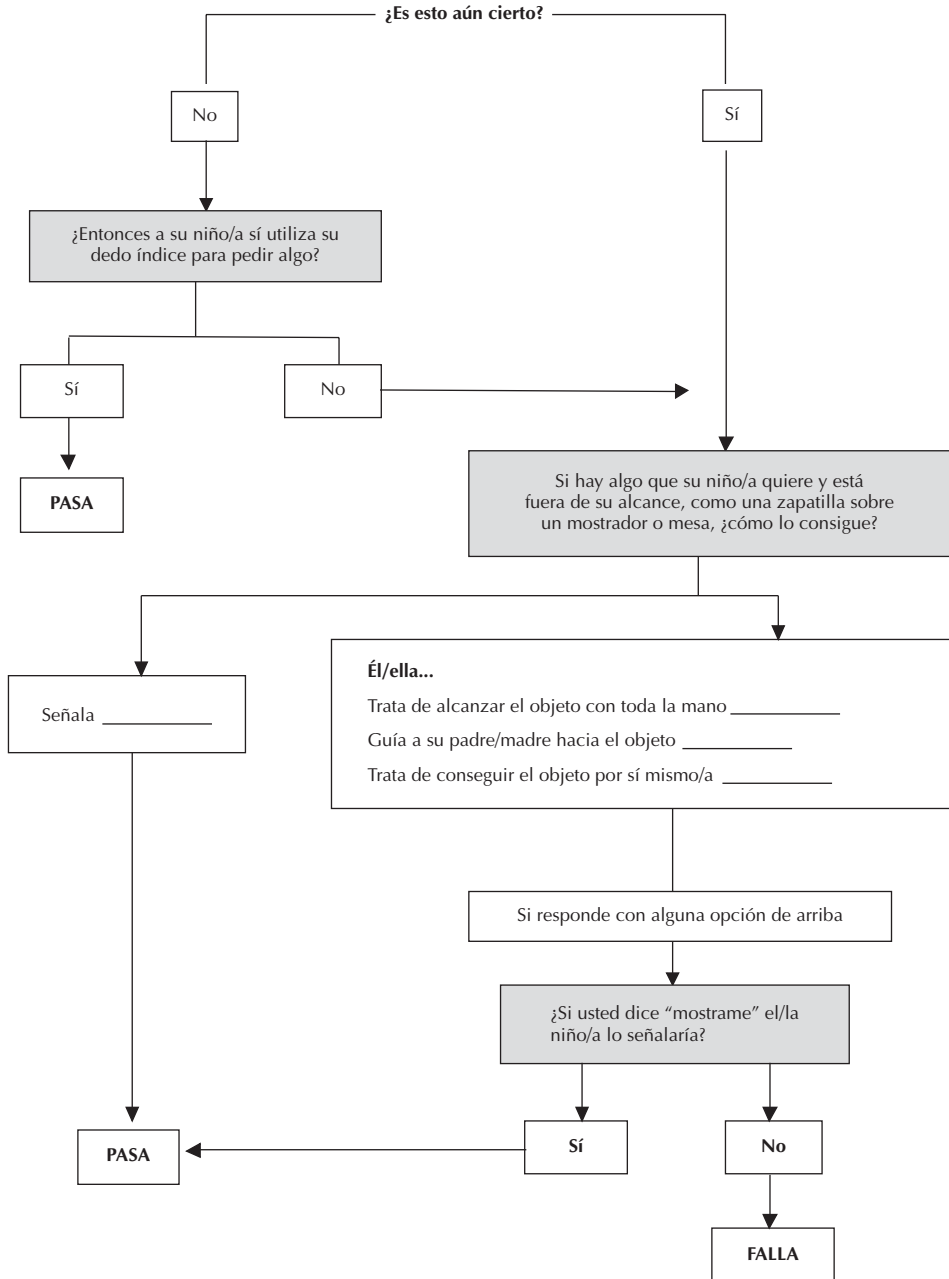 ¿Es esto aún cierto?
No
Sí
¿Entonces a su niño/a sí utiliza su
dedo índice para pedir algo?
Sí
No
PASA
Si hay algo que su niño/a quiere y está
fuera de su alcance, como una zapatilla sobre
un mostrador o mesa, ¿cómo lo consigue?
Señala
Él/ella...
Trata de alcanzar el objeto con toda la mano
Guía a su padre/madre hacia el objeto
Trata de conseguir el objeto por sí mismo/a
Si responde con alguna opción de arriba
¿Si usted dice “mostrame” el/la
niño/a lo señalaría?
PASA
Sí
No
FALLA